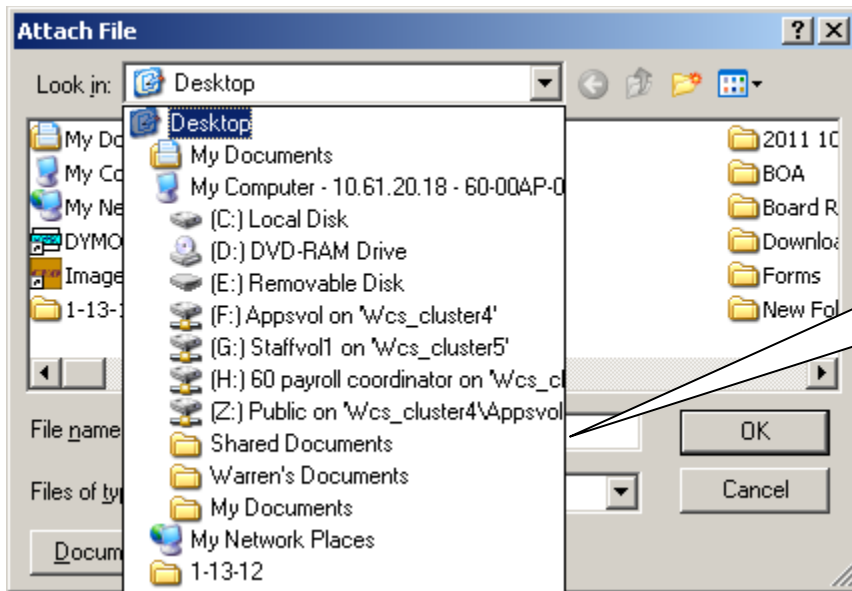 Attach File
Look in: Desktop
Desktop
My Documents
My Computer - 10.61.20.18 - 60-00AP-0
(C:) Local Disk
(D:) DVD-RAM Drive
(E:) Removable Disk
(F:) Appsvol on 'Wcs_cluster4'
(G:) Staffvol1 on 'Wcs_cluster5'
(H:) 60 payroll coordinator on 'Wcs_cl
(Z:) Public on 'Wcs_cluster4\Appsvol
Shared Documents
Warren's Documents
My Documents
My Network Places
1-13-12
My Do
My Co
My Ne
DYMO
Image
1-13-1
2011 10
BOA
Board R
Downloa
Forms
New Fol
File name
OK
Files of ty
Cancel
Docum